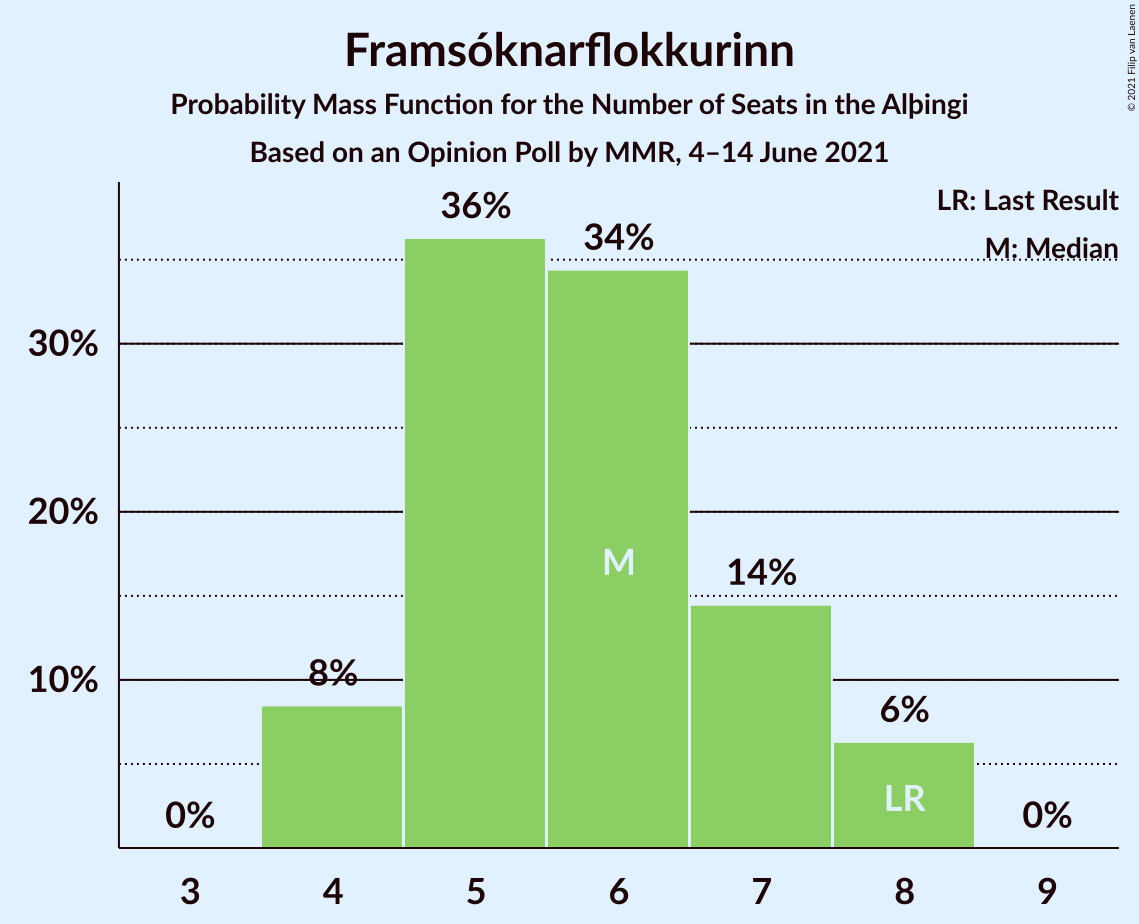 Framsóknarflokkurinn
Probability Mass Function for the Number of Seats in the Alþingi
Based on an Opinion Poll by MMR, 4–14 June 2021
© 2021 Filip van Laenen
LR: Last Result
M: Median
36%
34%
30%
20%
M
14%
10%
8%
6%
LR
0%
0%
3 4 5 6 7 8 9